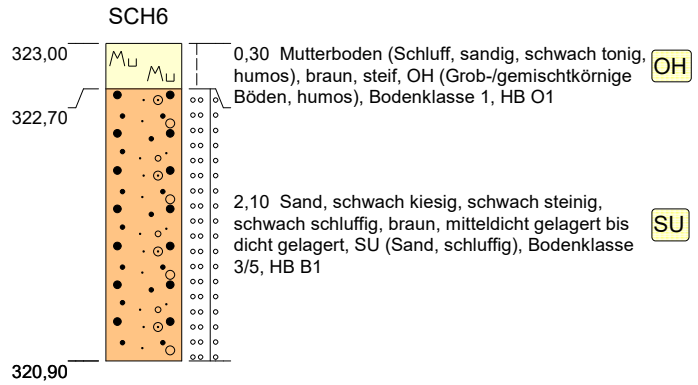 SCH6
323,00
322,70
320,90
Mu
Mu
0,30 Mutterboden (Schluff, sandig, schwach tonig,
humos), braun, steif, OH (Grob-/gemischtkörnige
Böden, humos), Bodenklasse 1, HB O1
OH
2,10 Sand, schwach kiesig, schwach steinig,
schwach schluffig, braun, mitteldicht gelagert bis
dicht gelagert, SU (Sand, schluffig), Bodenklasse
3/5, HB B1
SU